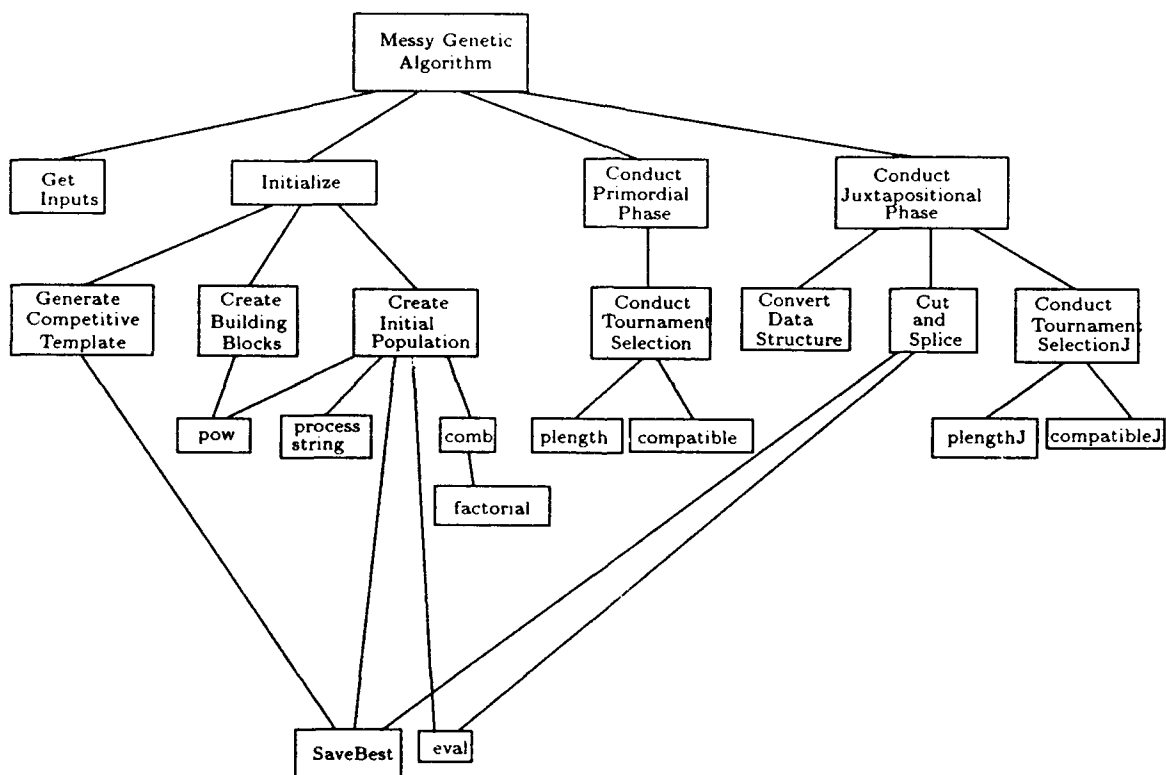 Messy Genetic
Algorithm
Get
Inputs
Initialize
Conduct
Primordial
Phase
Conduct
Juxtapositional
Phase
Generate
Competitive
Template
Create
Building
Blocks
Create
Initial
Population
Conduct
Tournament
Selection
Convert
Data
Structure
Cut
and
Splice
Conduct
Tournament
SelectionJ
pow
process
string
comb
plength
compatible
plengthJ
compatibleJ
factorial
SaveBest
eval